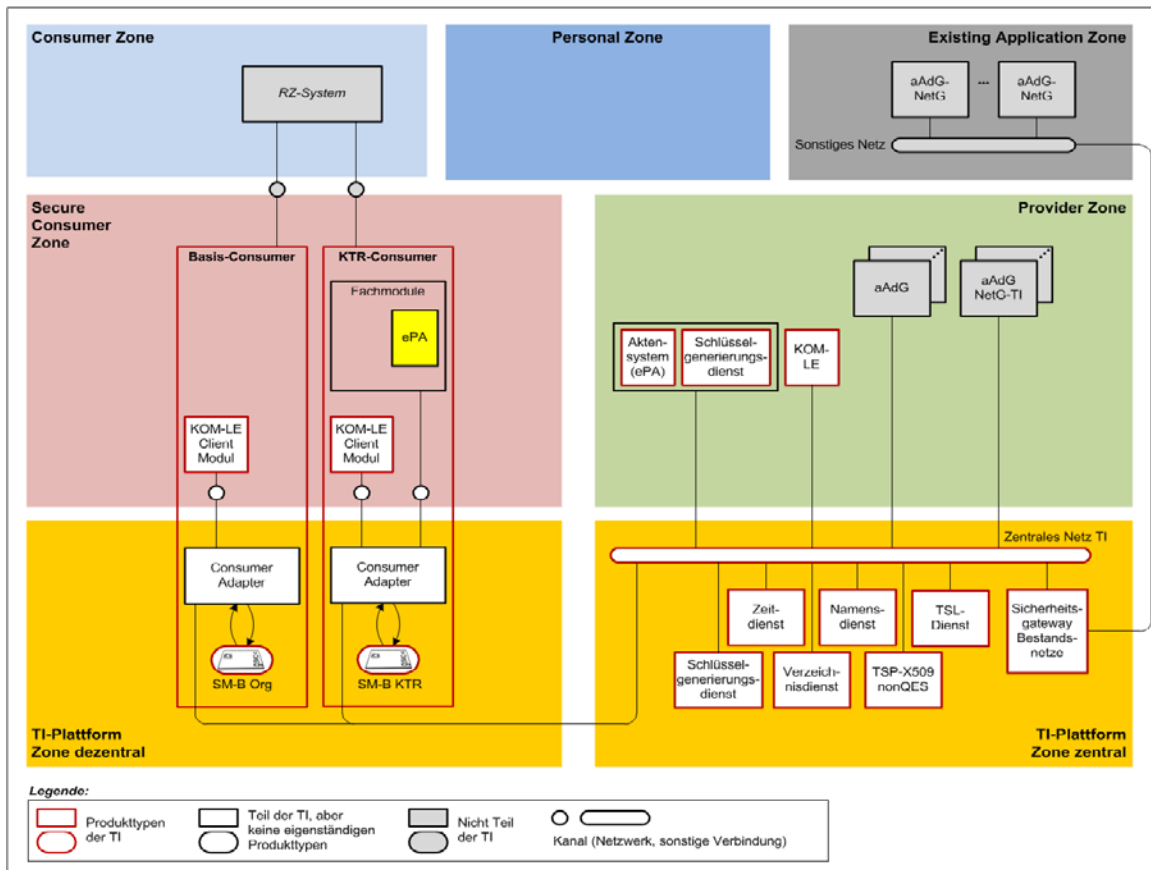 Consumer Zone
Personal Zone
Existing Application Zone
RZ-System
aAdG-
NetG
...
aAdG-
NetG
Sonstiges Netz
Secure
Consumer
Zone
Provider Zone
Basis-Consumer
KTR-Consumer
Fachmodule
ePA
aAdG
aAdG
NetG-TI
Akten-
system
(ePA)
Schlüssel-
generierungs-
dienst
KOM-
LE
KOM-LE
Client
Modul
KOM-LE
Client
Modul
Zentrales Netz TI
Consumer
Adapter
Consumer
Adapter
Zeit-
dienst
Namens-
dienst
TSL-
Dienst
Sicherheits-
gateway
Bestands-
netze
Schlüssel-
generierungs-
dienst
Verzeich-
nisdienst
TSP-X509
nonQES
SM-B Org
SM-B KTR
TI-Plattform
Zone dezentral
TI-Plattform
Zone zentral
Legende:
Produkttypen
der TI
Teil der TI, aber
keine eigenständigen
Produkttypen
Nicht Teil
der TI
Kanal (Netzwerk, sonstige Verbindung)